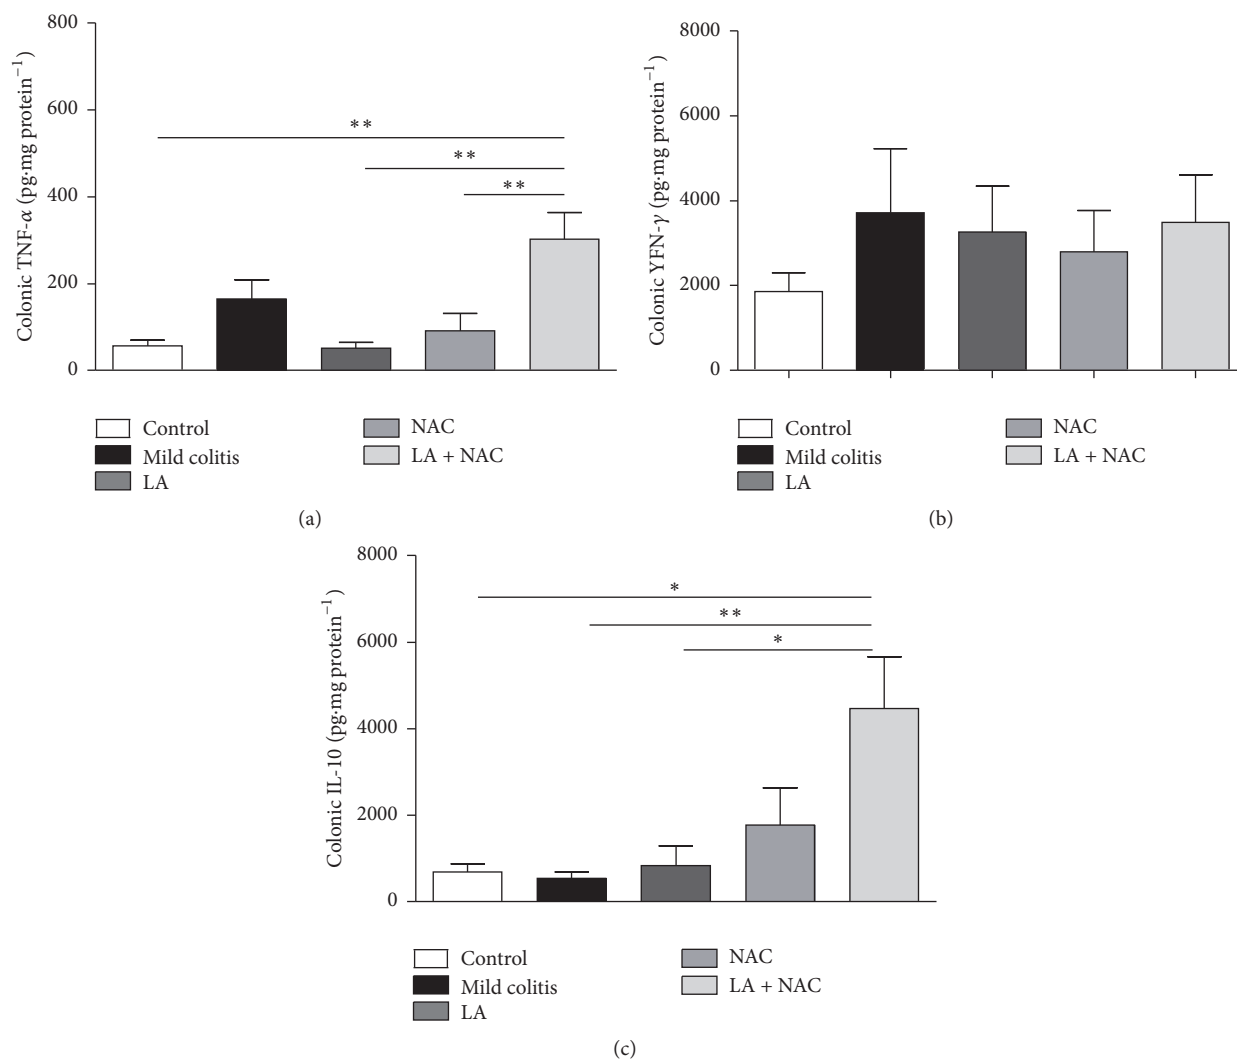 Colonic TNF-α (pg·mg protein⁻¹)
800
600
400
200
0
**
**
**
Control
Mild colitis
LA
NAC
LA + NAC
(a)
Colonic YFN-γ (pg·mg protein⁻¹)
8000
6000
4000
2000
0
Control
Mild colitis
LA
NAC
LA + NAC
(b)
Colonic IL-10 (pg·mg protein⁻¹)
8000
6000
4000
2000
0
*
**
*
Control
Mild colitis
LA
NAC
LA + NAC
(c)